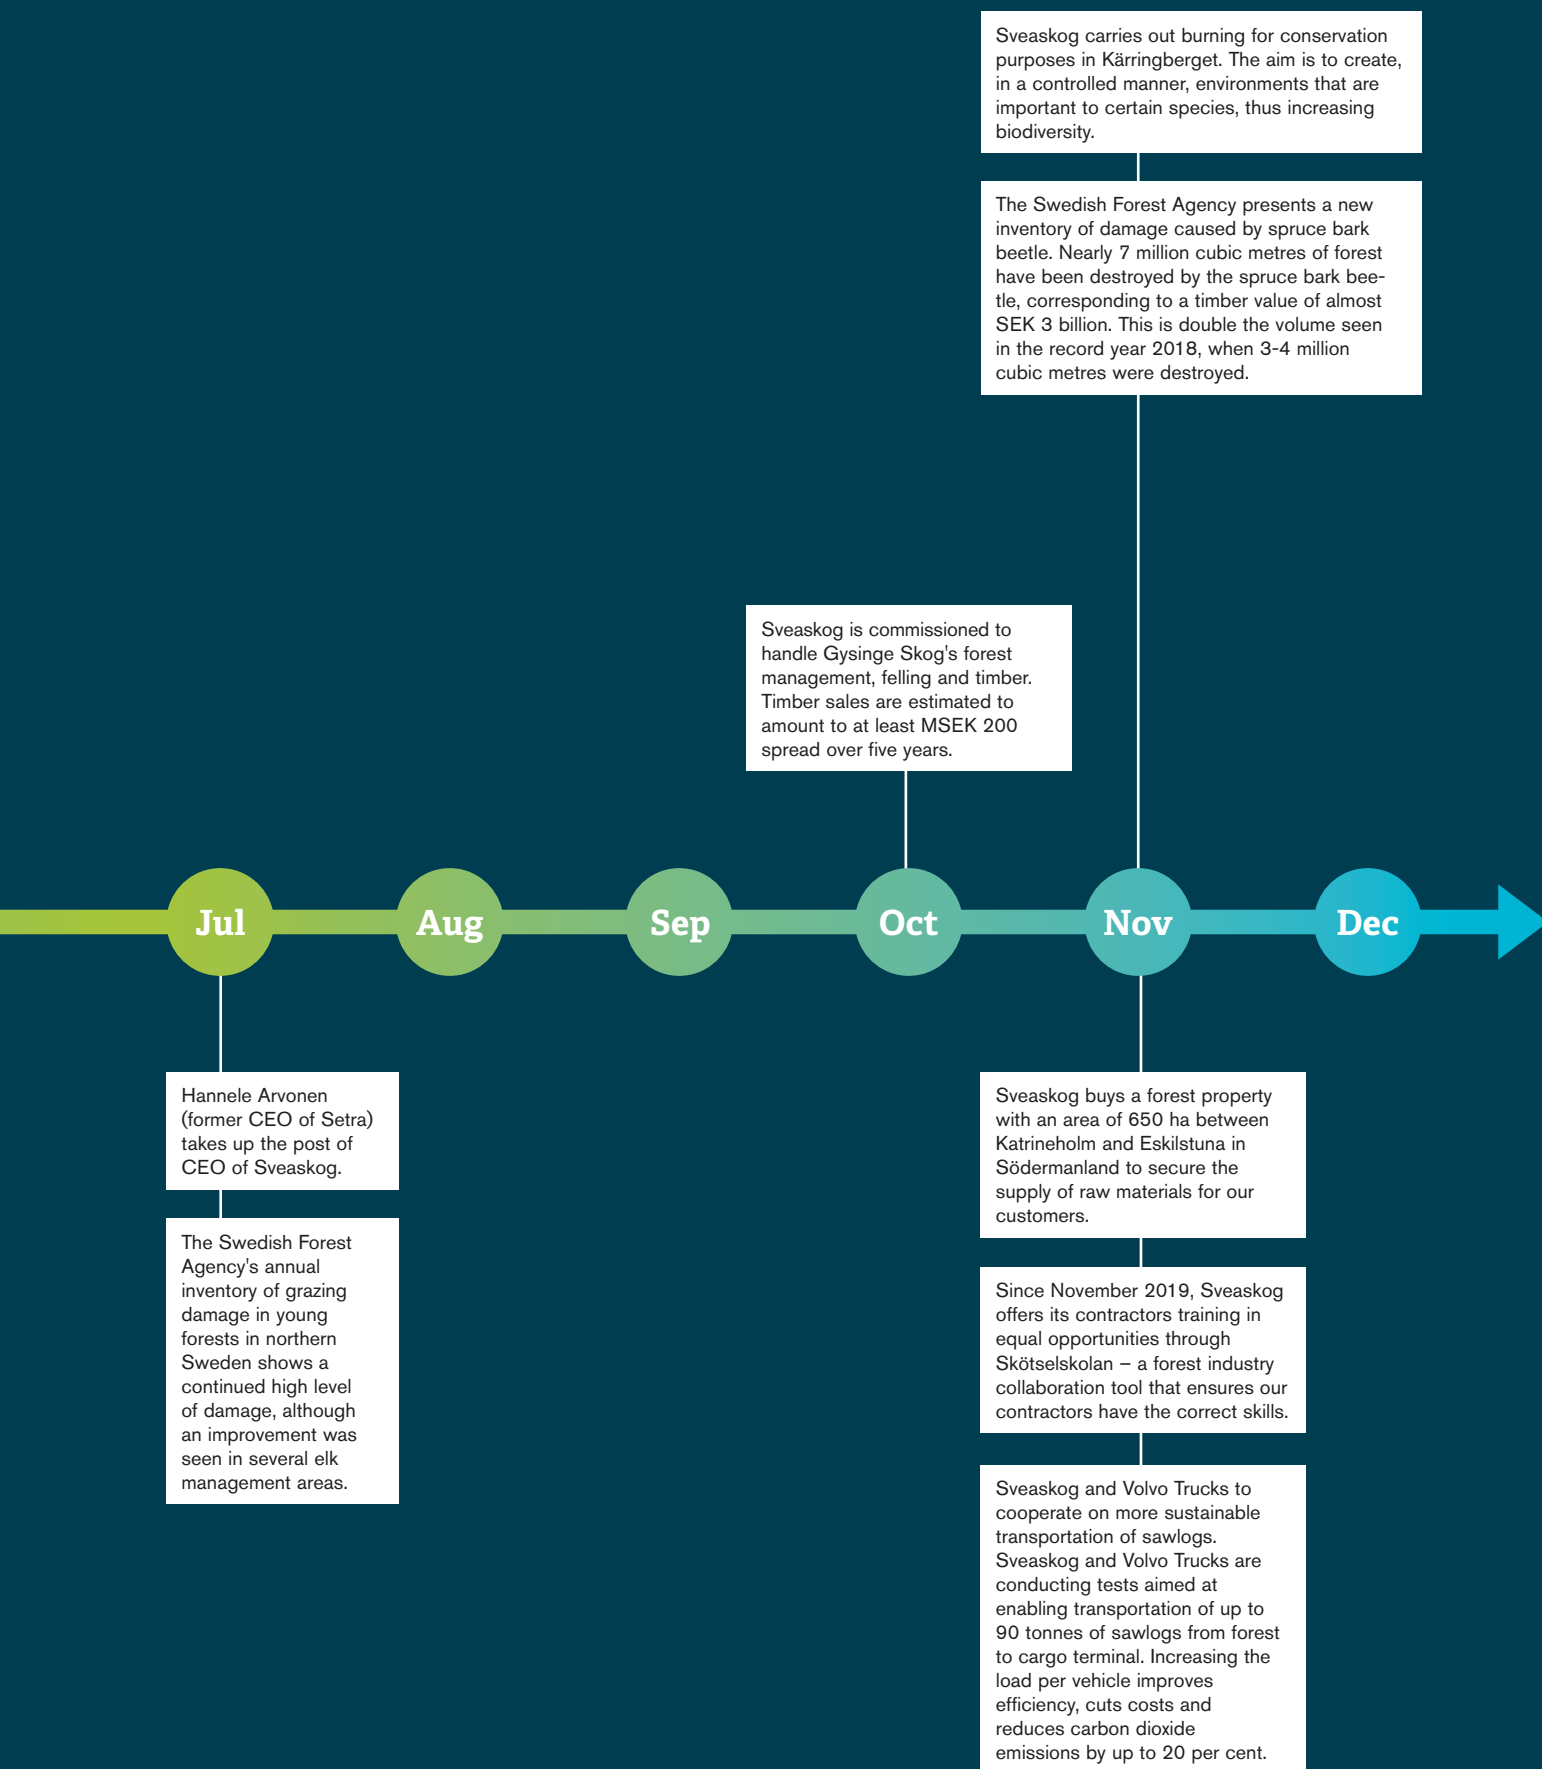 Sveaskog carries out burning for conservation
purposes in Kärringberget. The aim is to create,
in a controlled manner, environments that are
important to certain species, thus increasing
biodiversity.
The Swedish Forest Agency presents a new
inventory of damage caused by spruce bark
beetle. Nearly 7 million cubic metres of forest
have been destroyed by the spruce bark bee-
tle, corresponding to a timber value of almost
SEK 3 billion. This is double the volume seen
in the record year 2018, when 3-4 million
cubic metres were destroyed.
Sveaskog is commissioned to
handle Gysinge Skog's forest
management, felling and timber.
Timber sales are estimated to
amount to at least MSEK 200
spread over five years.
Jul Aug Sep Oct Nov Dec
Hannele Arvonen
(former CEO of Setra)
takes up the post of
CEO of Sveaskog.
The Swedish Forest
Agency's annual
inventory of grazing
damage in young
forests in northern
Sweden shows a
continued high level
of damage, although
an improvement was
seen in several elk
management areas.
Sveaskog buys a forest property
with an area of 650 ha between
Katrineholm and Eskilstuna in
Södermanland to secure the
supply of raw materials for our
customers.
Since November 2019, Sveaskog
offers its contractors training in
equal opportunities through
Skötselskolan – a forest industry
collaboration tool that ensures our
contractors have the correct skills.
Sveaskog and Volvo Trucks to
cooperate on more sustainable
transportation of sawlogs.
Sveaskog and Volvo Trucks are
conducting tests aimed at
enabling transportation of up to
90 tonnes of sawlogs from forest
to cargo terminal. Increasing the
load per vehicle improves
efficiency, cuts costs and
reduces carbon dioxide
emissions by up to 20 per cent.